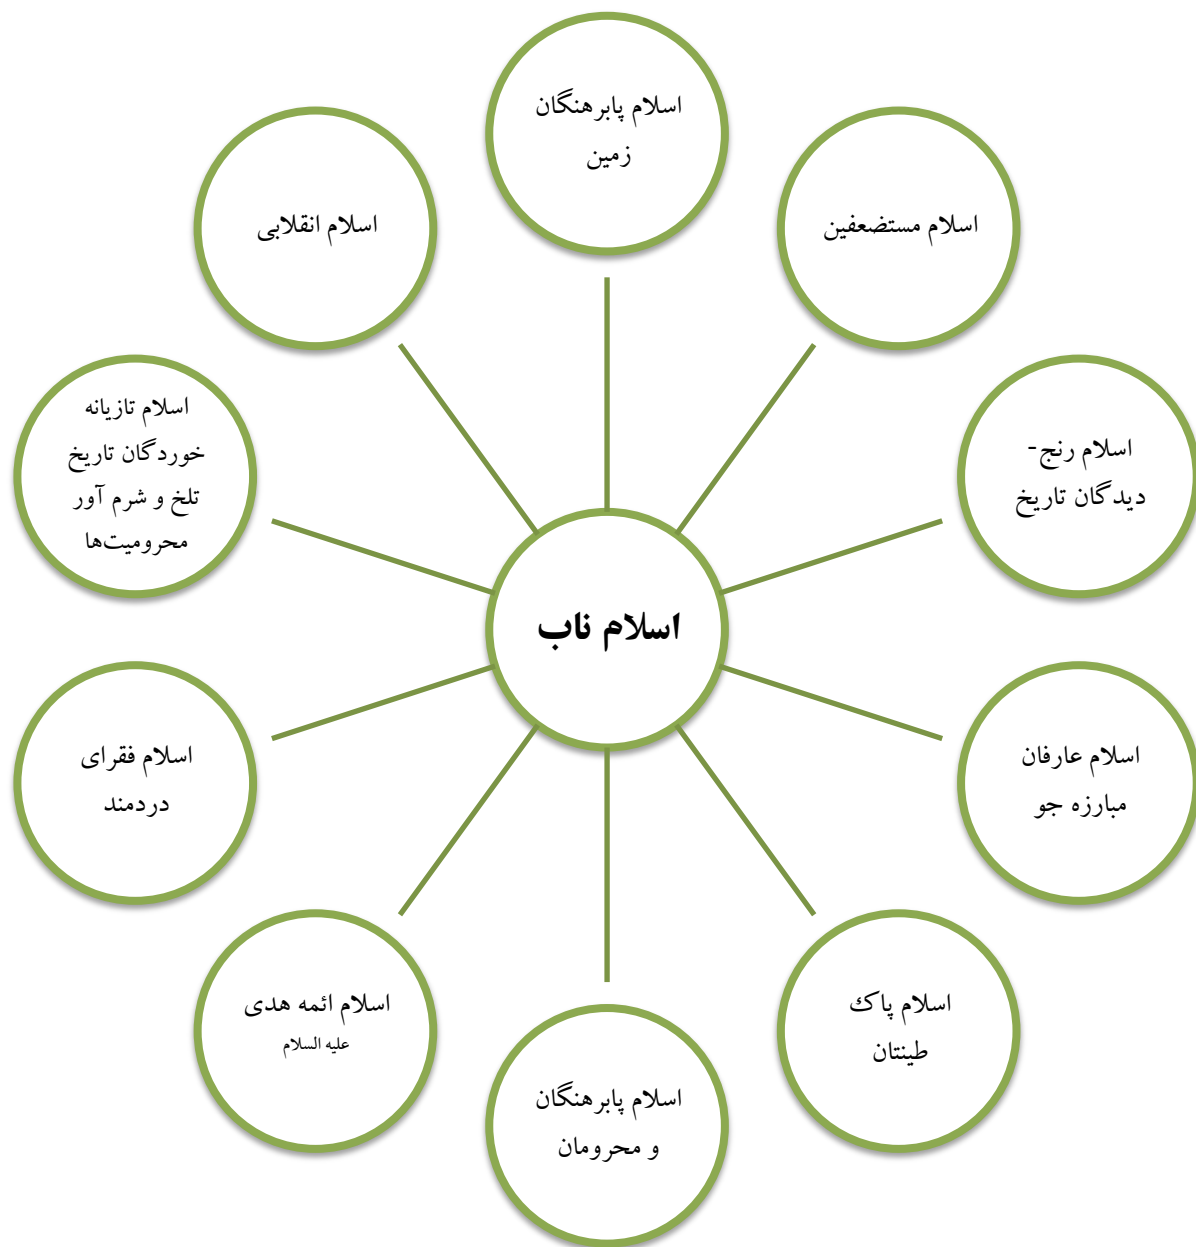 اسلام پابرهنگان
زمین
اسلام مستضعفین
اسلام رنج-
دیدگان تاریخ
اسلام عارفان
مبارزه جو
اسلام پاک
طینتان
اسلام پابرهنگان
و محرومان
اسلام ائمه هدی
علیه السلام
اسلام فقرای
دردمند
اسلام تازیانه
خوردگان تاریخ
تلخ و شرم آور
محرومیت‌ها
اسلام انقلابی
اسلام ناب